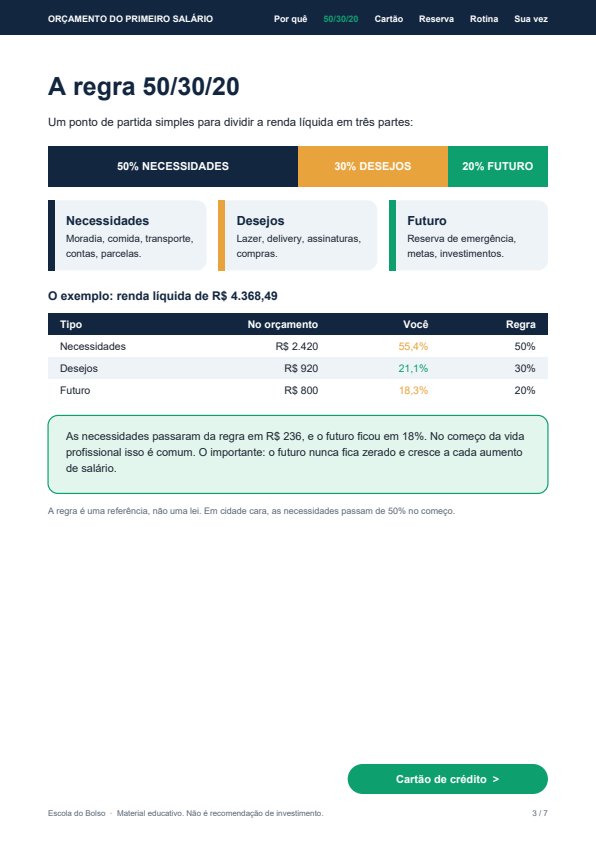 ORÇAMENTO DO PRIMEIRO SALÁRIO
Por quê 50/30/20 Cartão Reserva Rotina Sua vez
A regra 50/30/20
Um ponto de partida simples para dividir a renda líquida em três partes:
50% NECESSIDADES 30% DESEJOS 20% FUTURO
Necessidades
Moradia, comida, transporte,
contas, parcelas.
Desejos
Lazer, delivery, assinaturas,
compras.
Futuro
Reserva de emergência,
metas, investimentos.
O exemplo: renda líquida de R$ 4.368,49
Tipo No orçamento Você Regra
Necessidades R$ 2.420 55,4% 50%
Desejos R$ 920 21,1% 30%
Futuro R$ 800 18,3% 20%
As necessidades passaram da regra em R$ 236, e o futuro ficou em 18%. No começo da vida
profissional isso é comum. O importante: o futuro nunca fica zerado e cresce a cada aumento
de salário.
A regra é uma referência, não uma lei. Em cidade cara, as necessidades passam de 50% no começo.
Cartão de crédito >
Escola do Bolso · Material educativo. Não é recomendação de investimento.
3 / 7